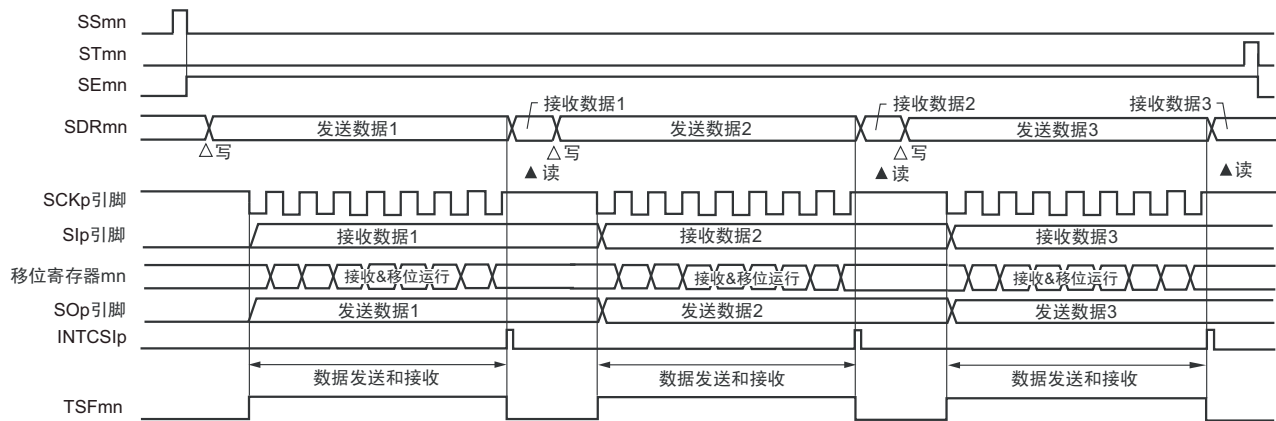 SSmn
STmn
SEmn
接收数据1
接收数据2
接收数据3
SDRmn
发送数据1
发送数据2
发送数据3
△写
△写
△写
▲读
▲读
▲读
SCKp引脚
SIp引脚
接收数据1
接收数据2
接收数据3
移位寄存器mn
接收&移位运行
接收&移位运行
接收&移位运行
SOp引脚
发送数据1
发送数据2
发送数据3
INTCSIp
数据发送和接收
数据发送和接收
数据发送和接收
TSFmn